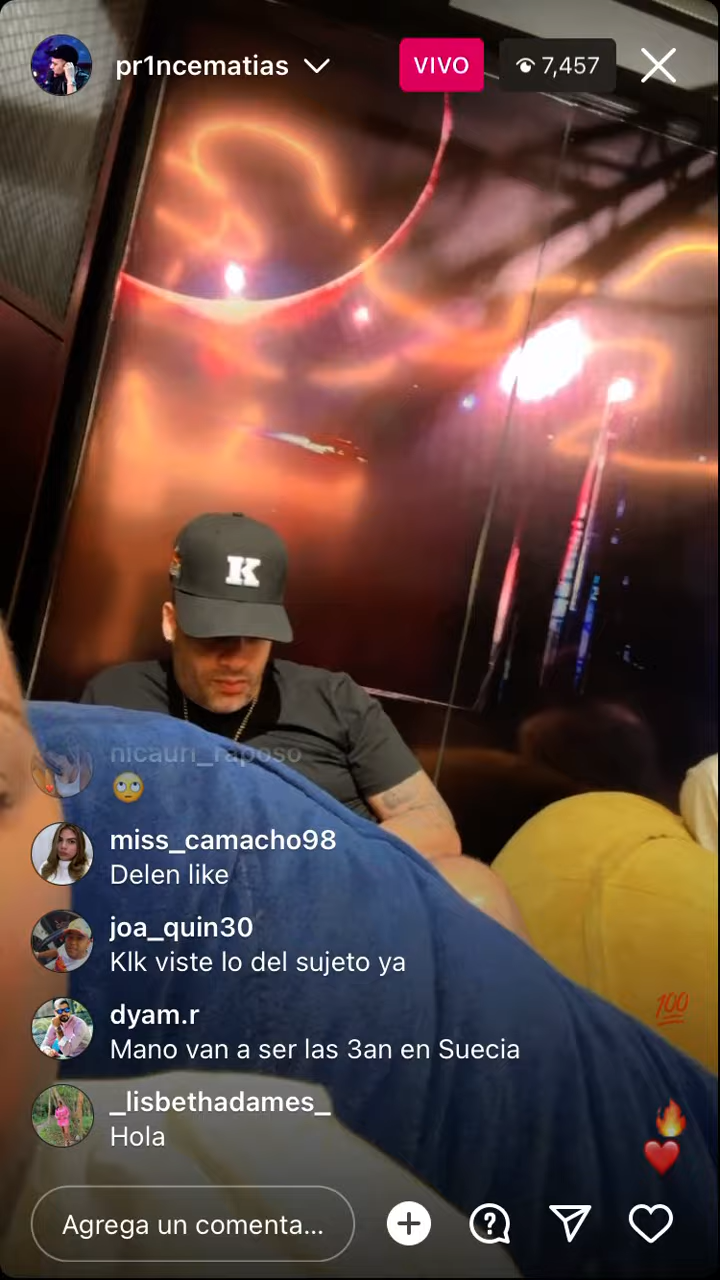 pr1ncematias
VIVO
7,457
K
nicauri_raposo
🙄
miss_camacho98
Delen like
joa_quin30
Klk viste lo del sujeto ya
dyam.r
Mano van a ser las 3an en Suecia
💯
_lisbethadames_
Hola
Agrega un comenta...